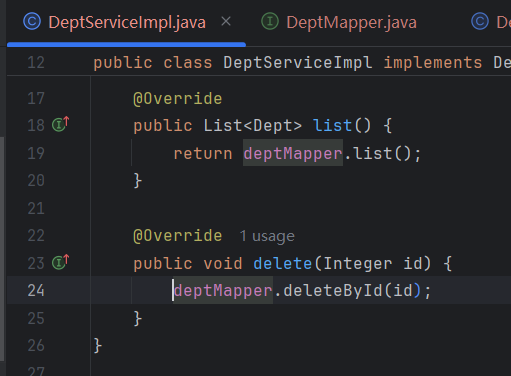 DeptServiceImpl.java
DeptMapper.java
De
12 public class DeptServiceImpl implements De
17 @Override
18 public List<Dept> list() {
19 return deptMapper.list();
20 }
21
22 @Override 1 usage
23 public void delete(Integer id) {
24 deptMapper.deleteById(id);
25 }
26 }
27